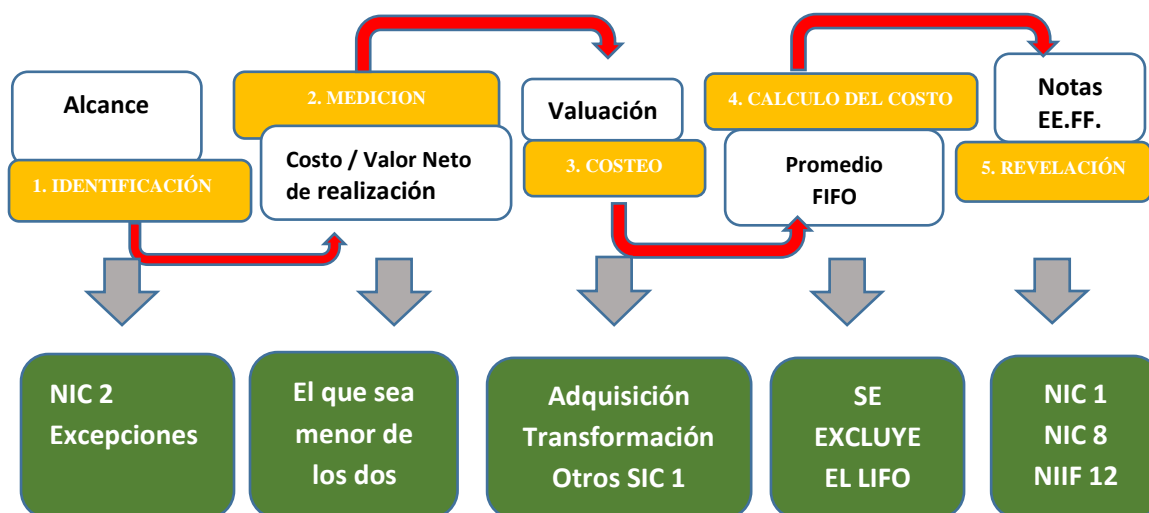 Alcance
1. IDENTIFICACIÓN
2. MEDICION
Costo / Valor Neto
de realización
Valuación
3. COSTEO
4. CALCULO DEL COSTO
Promedio
FIFO
Notas
EE.FF.
5. REVELACIÓN
NIC 2
Excepciones
El que sea
menor de
los dos
Adquisición
Transformación
Otros SIC 1
SE
EXCLUYE
EL LIFO
NIC 1
NIC 8
NIIF 12